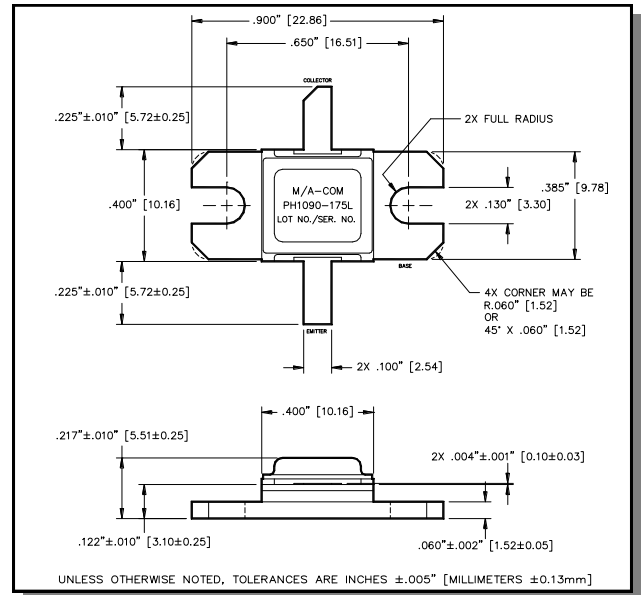 .900" [22.86]
.650" [16.51]
COLLECTOR
.225"±.010" [5.72±0.25]
2X FULL RADIUS
M/A-COM
PH1090-175L
LOT NO./SER. NO.
.400" [10.16]
.385" [9.78]
2X .130" [3.30]
BASE
.225"±.010" [5.72±0.25]
4X CORNER MAY BE
R.060" [1.52]
OR
45° X .060" [1.52]
EMITTER
2X .100" [2.54]
.400" [10.16]
.217"±.010" [5.51±0.25]
2X .004"±.001" [0.10±0.03]
.122"±.010" [3.10±0.25]
.060"±.002" [1.52±0.05]
UNLESS OTHERWISE NOTED, TOLERANCES ARE INCHES ±.005" [MILLIMETERS ±0.13mm]